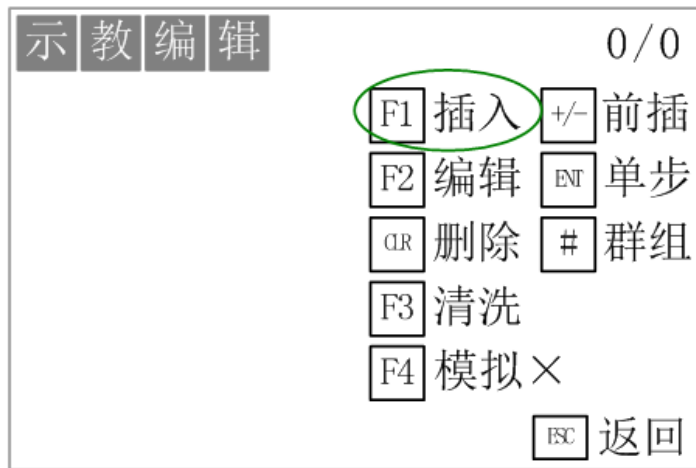 示教编辑 0/0
F1 插入 +/- 前插
F2 编辑 ENT 单步
CLR 删除 # 群组
F3 清洗
F4 模拟×
ESC 返回